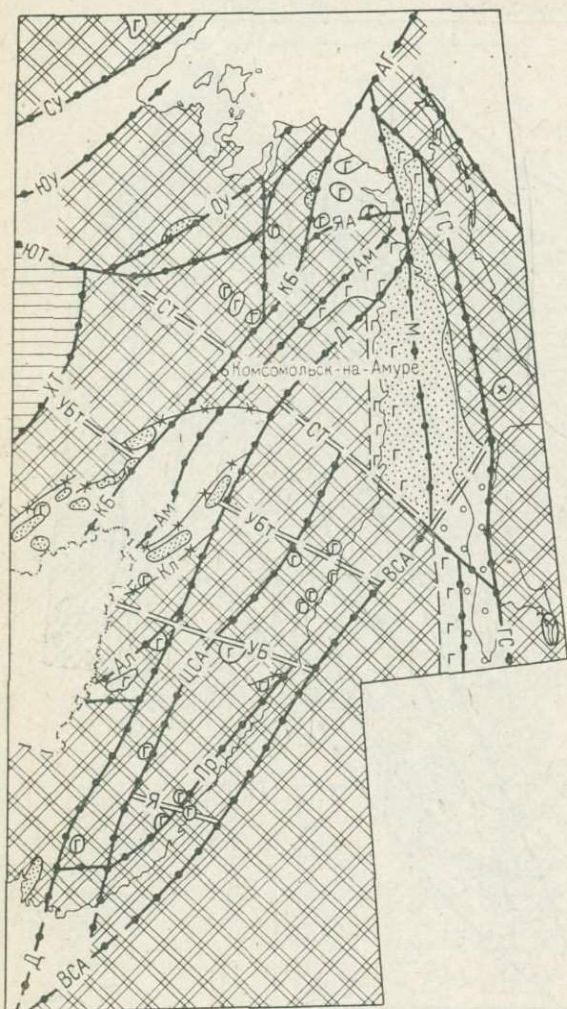 Г
АГ
СУ
ЮУ
ОУ
ГС
Г
Г
ЯА
ЮТ
Г
Ам
КБ
Г
СТ
Д
М
Комсомольск-на-Амуре
ХТ
УБт
СТ
КБ
Ам
УБт
ВСА
Г
Кл
Г
Г
УБ
ГС
Ал
Г
ЦСА
Г
Пр
Г
Я
Г
Г
Д
ВСА